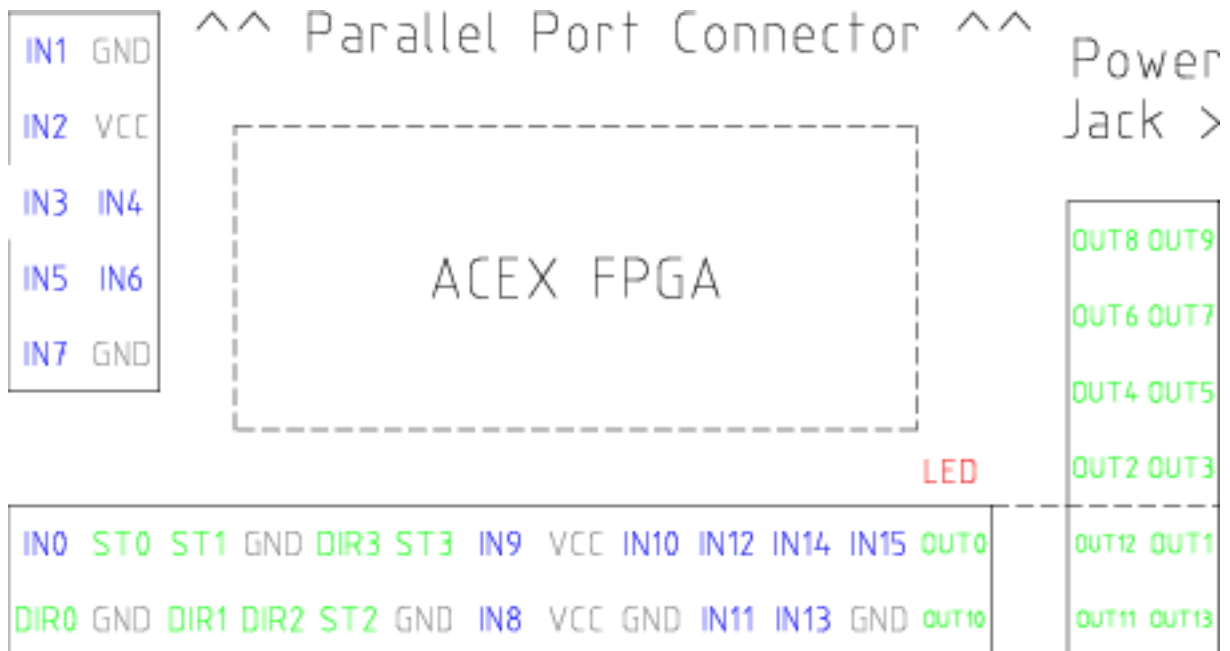 ^^ Parallel Port Connector ^^
Power
Jack >
IN1 GND
IN2 VCC
IN3 IN4
IN5 IN6
IN7 GND
ACEX FPGA
OUT8 OUT9
OUT6 OUT7
OUT4 OUT5
OUT2 OUT3
OUT12 OUT1
OUT11 OUT13
LED
IN0 ST0 ST1 GND DIR3 ST3 IN9 VCC IN10 IN12 IN14 IN15 OUT0
DIR0 GND DIR1 DIR2 ST2 GND IN8 VCC GND IN11 IN13 GND OUT10